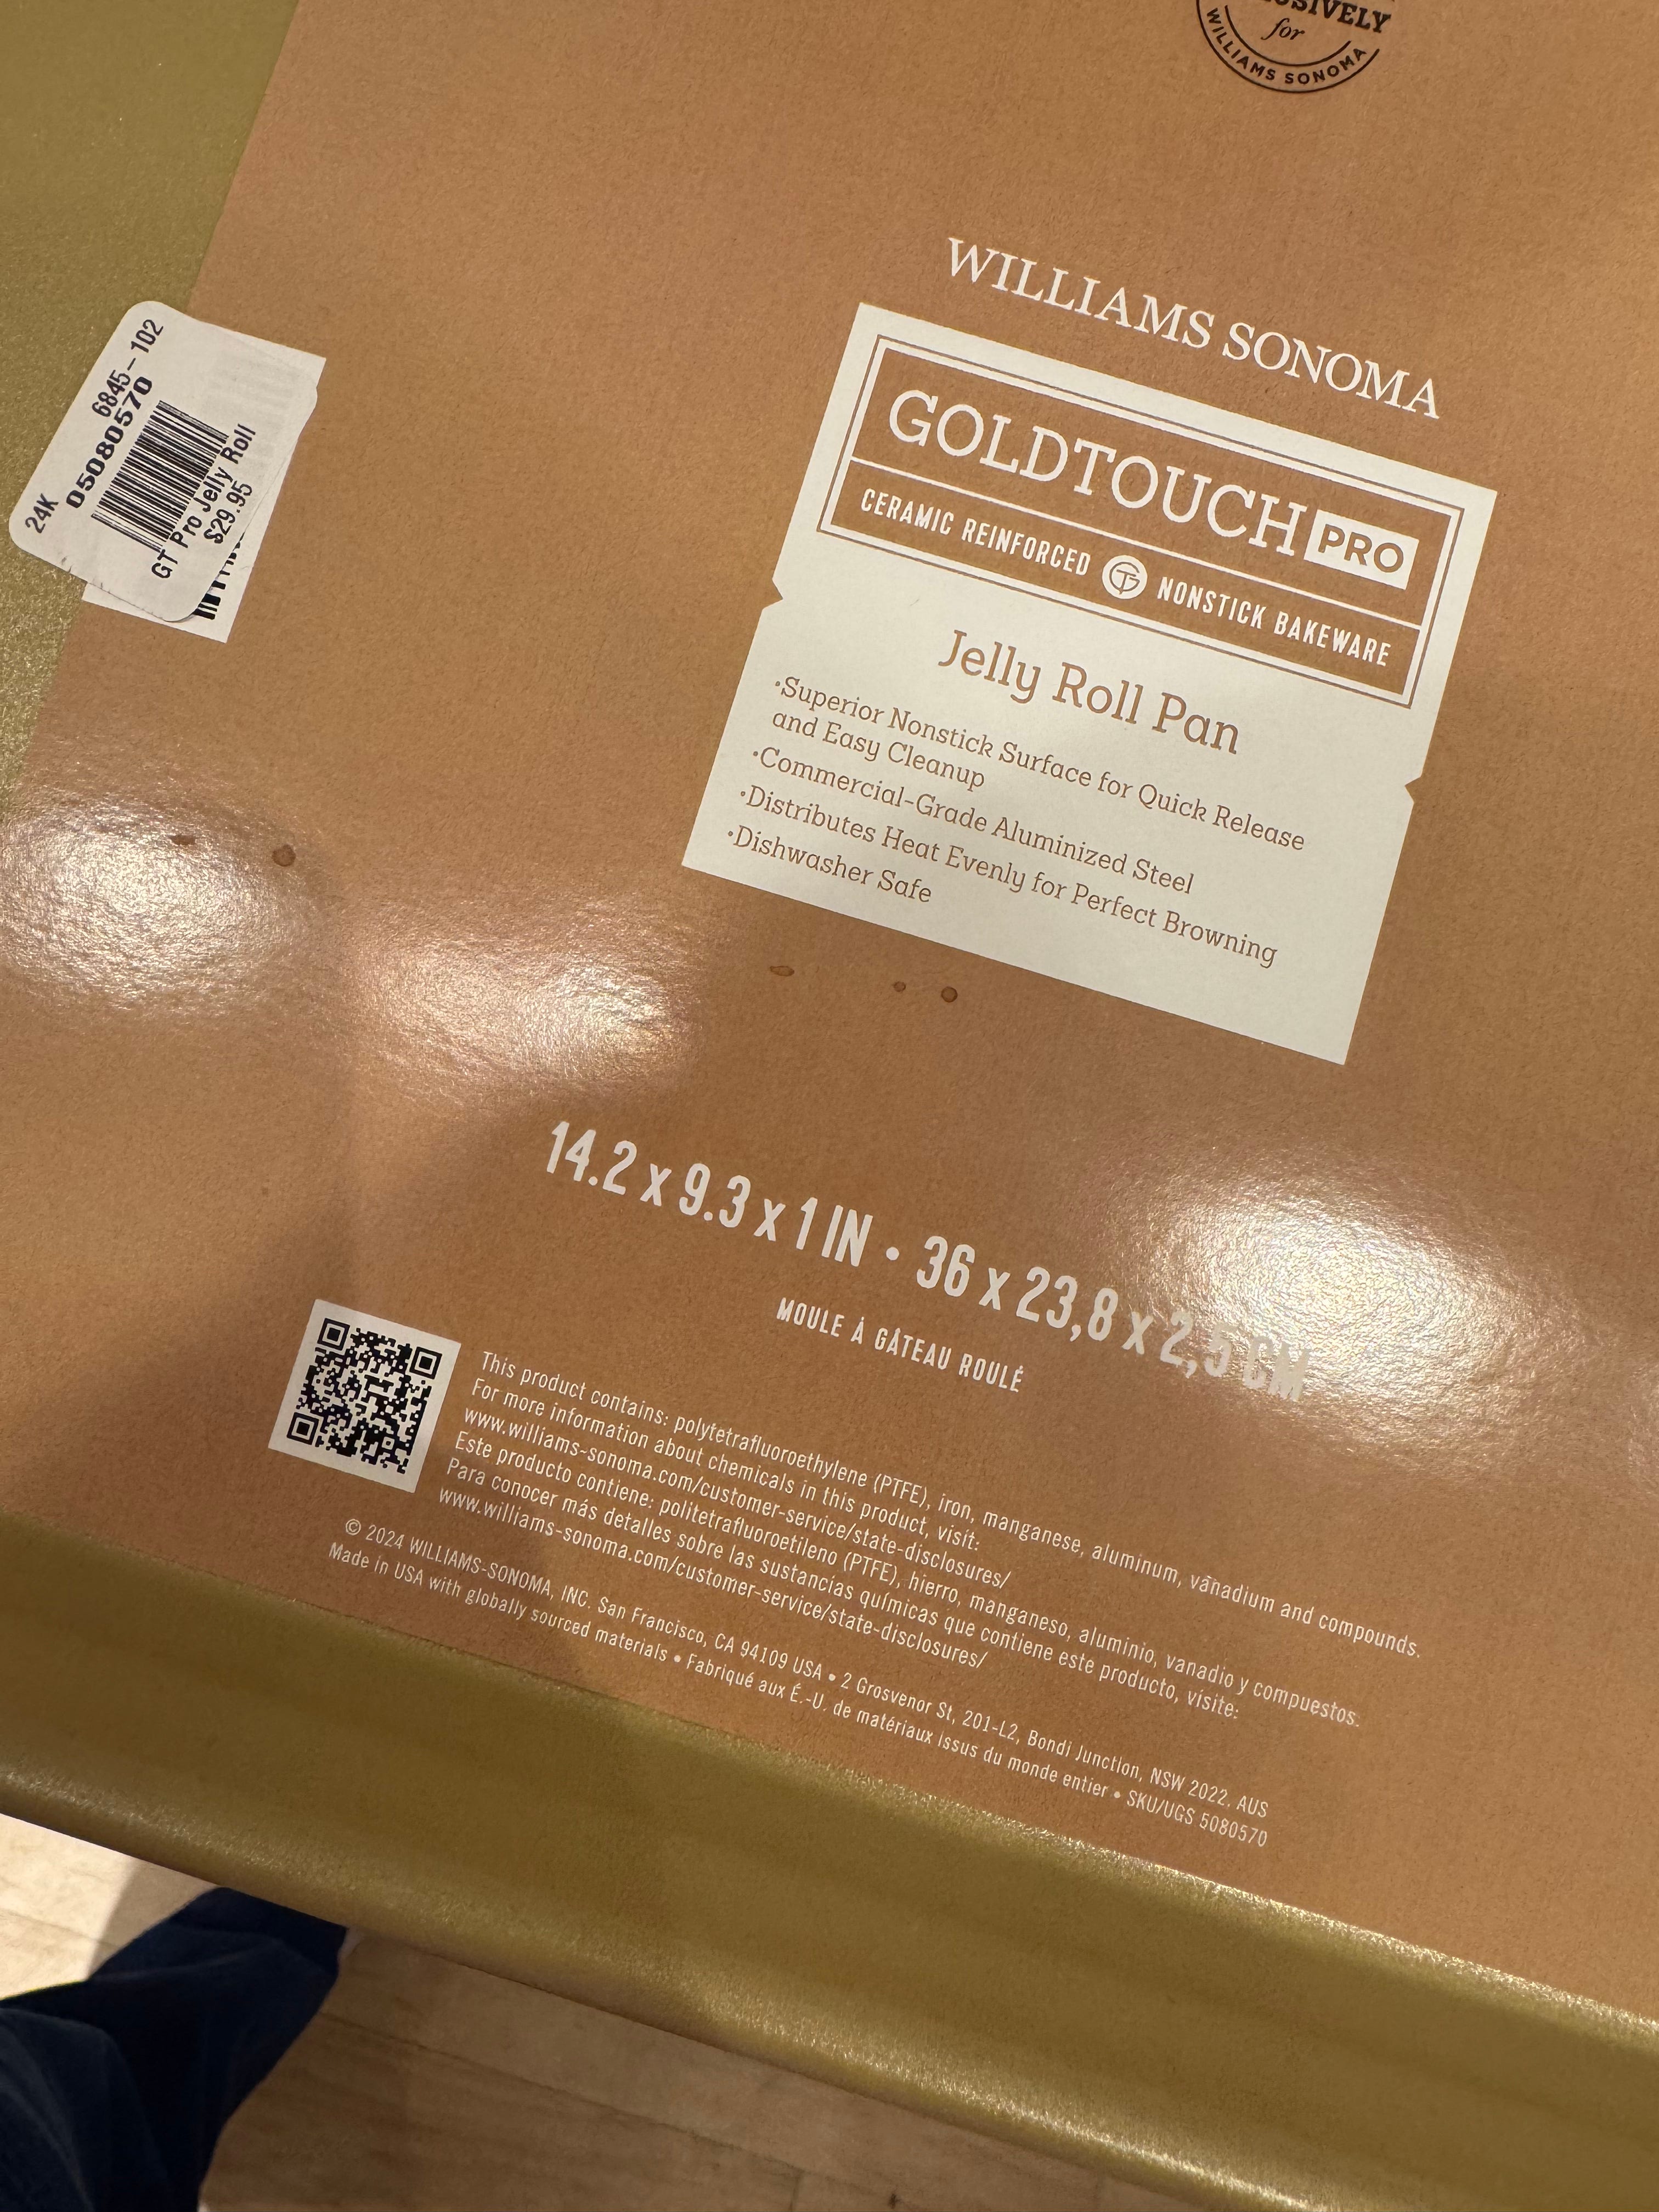 for
WILLIAMS SONOMA
WILLIAMS SONOMA
GOLDTOUCH PRO
CERAMIC REINFORCED GT NONSTICK BAKEWARE
Jelly Roll Pan
•Superior Nonstick Surface for Quick Release
and Easy Cleanup
•Commercial-Grade Aluminized Steel
•Distributes Heat Evenly for Perfect Browning
•Dishwasher Safe
24K 6845-102
05080570
GT Pro Jelly Roll
$29.95
14.2 x 9.3 x 1 IN • 36 x 23,8 x 2,5 CM
MOULE À GÂTEAU ROULÉ
This product contains: polytetrafluoroethylene (PTFE), iron, manganese, aluminum, vanadium and compounds.
For more information about chemicals in this product, visit:
www.williams-sonoma.com/customer-service/state-disclosures/
Este producto contiene: politetrafluoroetileno (PTFE), hierro, manganeso, aluminio, vanadio y compuestos.
Para conocer más detalles sobre las sustancias químicas que contiene este producto, visite:
www.williams-sonoma.com/customer-service/state-disclosures/
© 2024 WILLIAMS-SONOMA, INC. San Francisco, CA 94109 USA • 2 Grosvenor St, 201-L2, Bondi Junction, NSW 2022. AUS
Made in USA with globally sourced materials • Fabriqué aux É.-U. de matériaux issus du monde entier • SKU/UGS 5080570